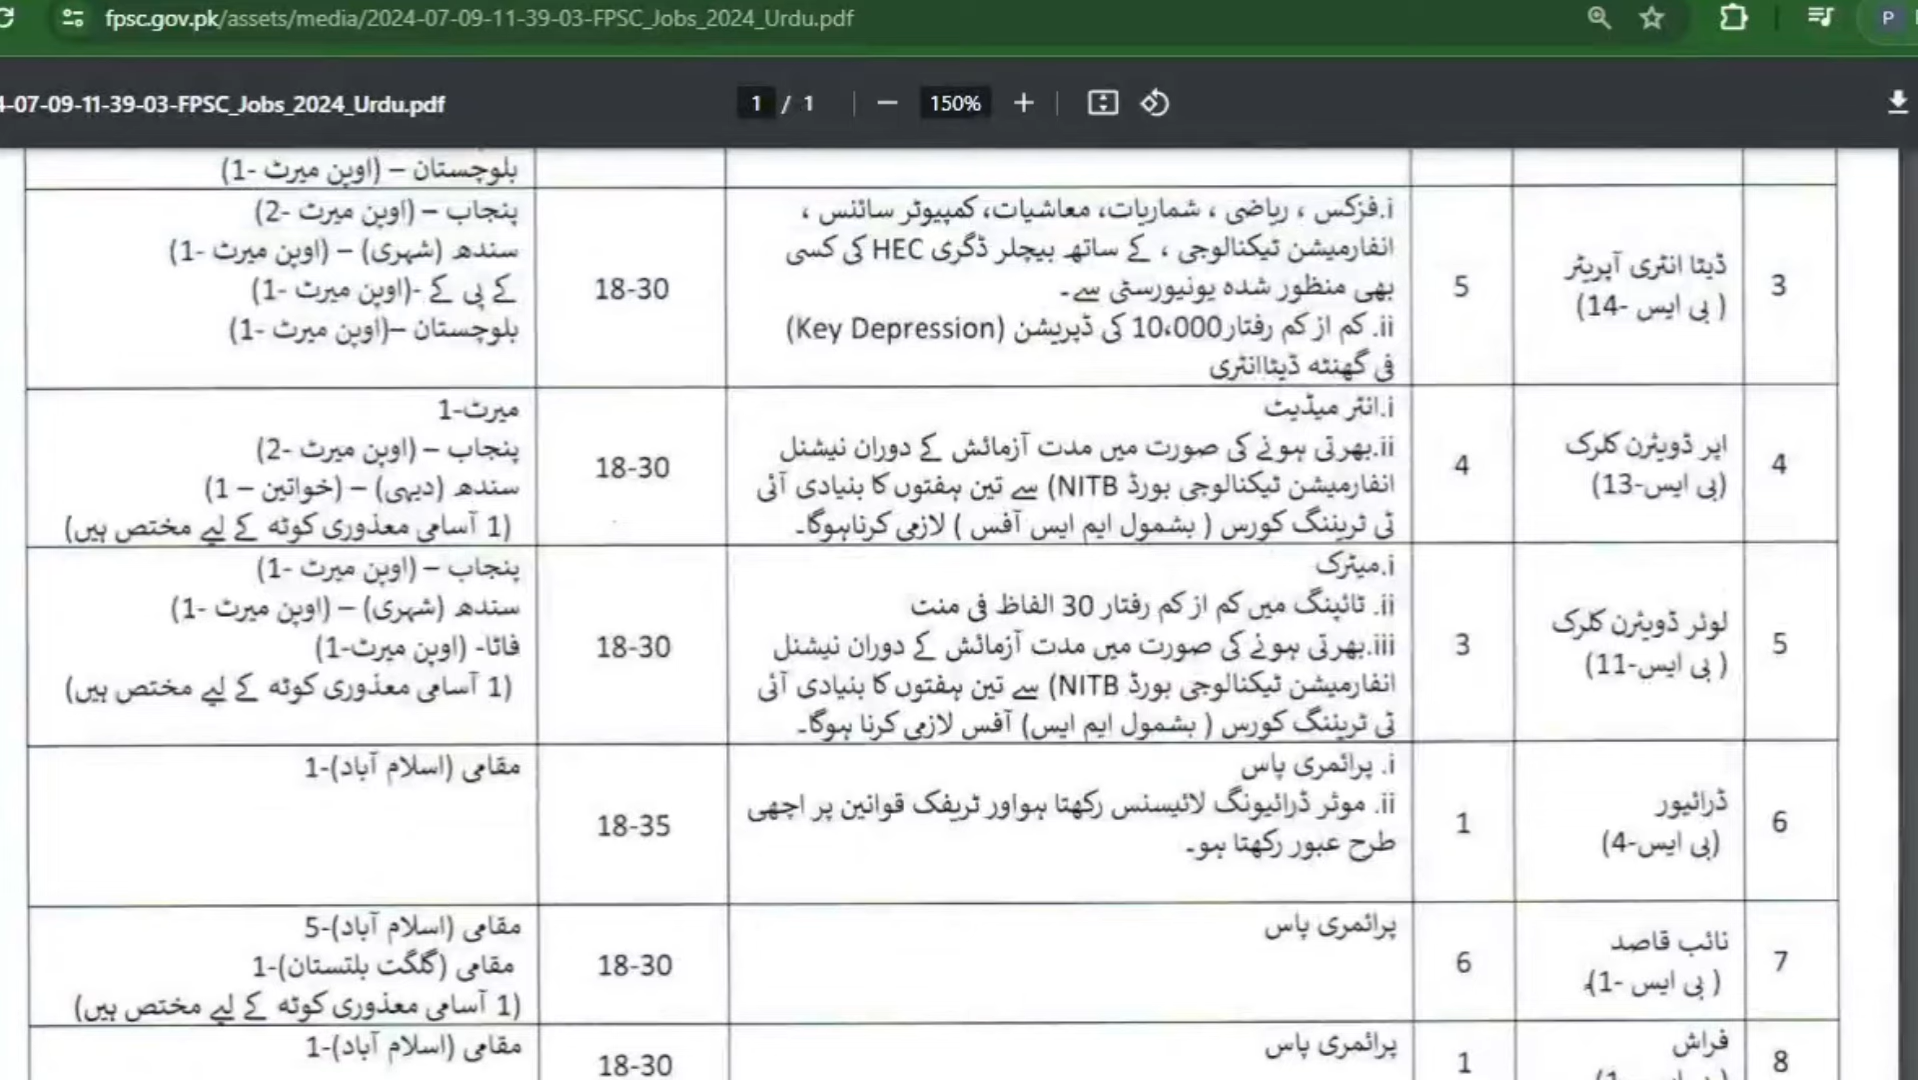 fpsc.gov.pk/assets/media/2024-07-09-11-39-03-FPSC_Jobs_2024_Urdu.pdf
P
4-07-09-11-39-03-FPSC_Jobs_2024_Urdu.pdf
1 / 1
150%
بلوچستان – (اوپن میرٹ -1)
3
ڈیٹا انٹری آپریٹر
( بی ایس -14)
5
i.فزکس ، ریاضی ، شماریات، معاشیات، کمپیوٹر سائنس ،
انفارمیشن ٹیکنالوجی ، کے ساتھ بیچلر ڈگری HEC کی کسی
بھی منظور شدہ یونیورسٹی سے۔
ii. کم از کم رفتار 10،000 کی ڈپریشن (Key Depression)
فی گھنٹہ ڈیٹاانٹری
18-30
پنجاب – (اوپن میرٹ -2)
سندھ (شہری) – (اوپن میرٹ -1)
کے پی کے -(اوپن میرٹ -1)
بلوچستان –(اوپن میرٹ -1)
4
اپر ڈویثرن کلرک
(بی ایس-13)
4
i.انٹر میڈیٹ
ii.بھرتی ہونے کی صورت میں مدت آزمائش کے دوران نیشنل
انفارمیشن ٹیکنالوجی بورڈ NITB) سے تین ہفتوں کا بنیادی آئی
ٹی ٹریننگ کورس ( بشمول ایم ایس آفس ) لازمی کرناہوگا۔
18-30
میرٹ-1
پنجاب – (اوپن میرٹ -2)
سندھ (دیہی) – (خواتین – 1)
(1 آسامی معذوری کوٹہ کے لیے مختص ہیں)
5
لوئر ڈویثرن کلرک
( بی ایس-11)
3
i.میٹرک
ii. ٹائپنگ میں کم از کم رفتار 30 الفاظ فی منٹ
iii.بھرتی ہونے کی صورت میں مدت آزمائش کے دوران نیشنل
انفارمیشن ٹیکنالوجی بورڈ NITB) سے تین ہفتوں کا بنیادی آئی
ٹی ٹریننگ کورس ( بشمول ایم ایس) آفس لازمی کرنا ہوگا۔
18-30
پنجاب – (اوپن میرٹ -1)
سندھ (شہری) – (اوپن میرٹ -1)
فاٹا- (اوپن میرٹ-1)
(1 آسامی معذوری کوٹہ کے لیے مختص ہیں)
6
ڈرائیور
(بی ایس-4)
1
i. پرائمری پاس
ii. موثر ڈرائیونگ لائیسنس رکھتا ہواور ٹریفک قوانین پر اچھی
طرح عبور رکھتا ہو۔
18-35
مقامی (اسلام آباد)-1
7
نائب قاصد
( بی ایس -1)
6
پرائمری پاس
18-30
مقامی (اسلام آباد)-5
مقامی (گلگت بلتستان)-1
(1 آسامی معذوری کوٹہ کے لیے مختص ہیں)
8
فراش
1
پرائمری پاس
18-30
مقامی (اسلام آباد)-1